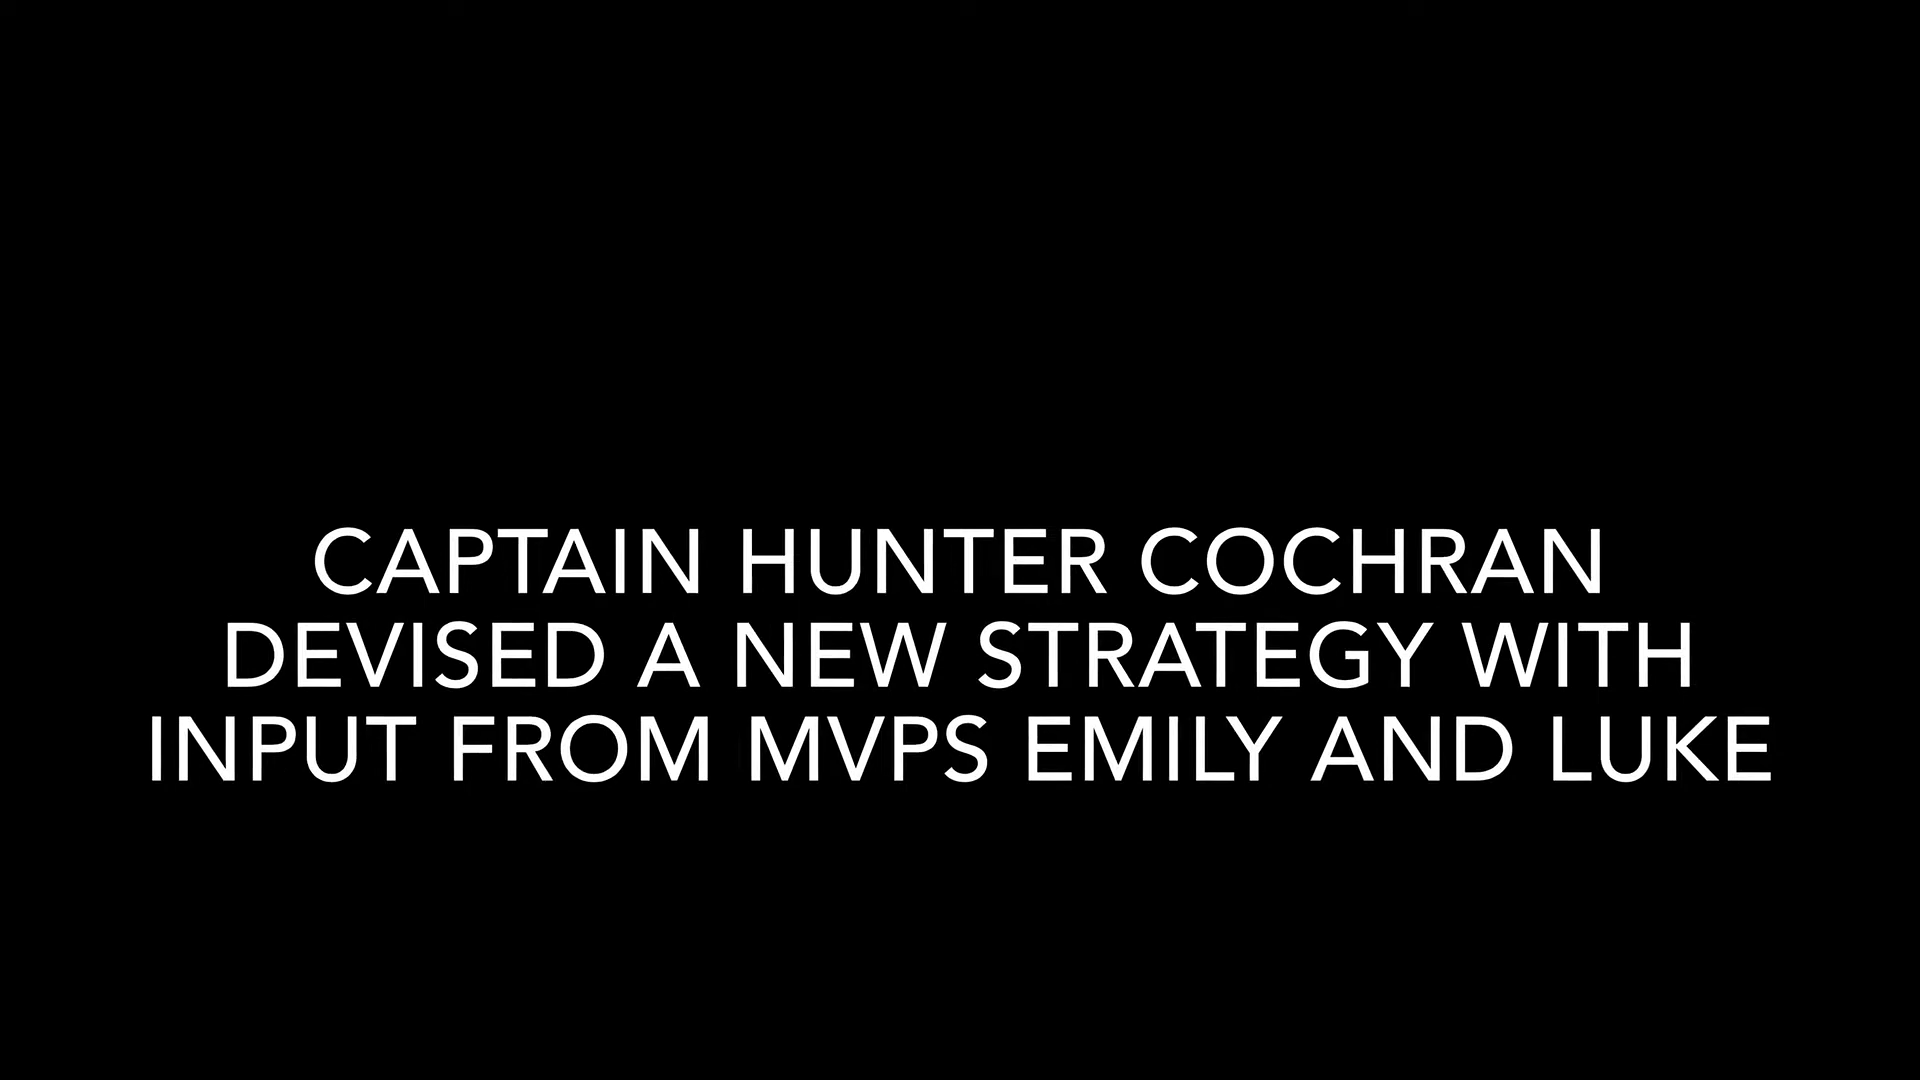 CAPTAIN HUNTER COCHRAN
DEVISED A NEW STRATEGY WITH
INPUT FROM MVPS EMILY AND LUKE